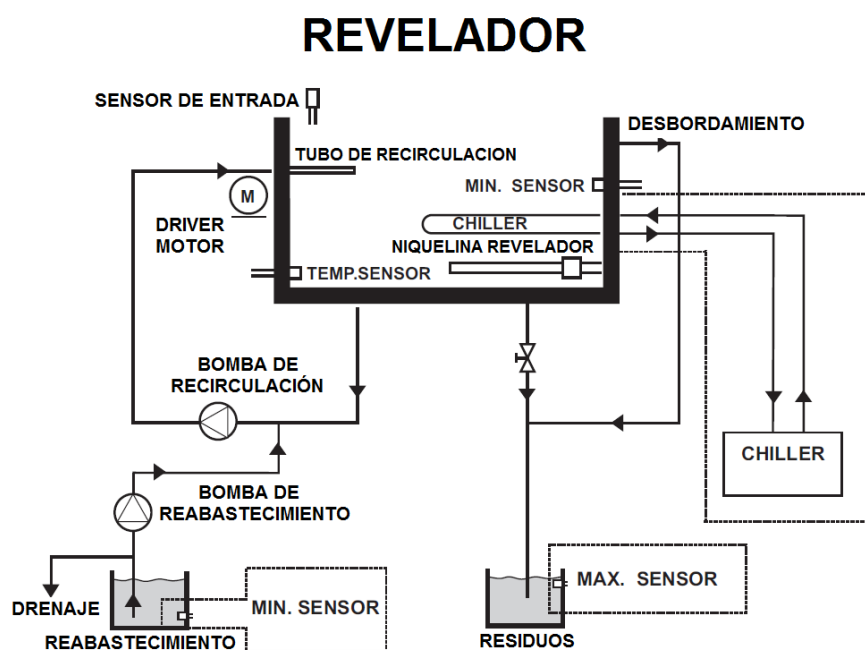 REVELADOR
SENSOR DE ENTRADA
DESBORDAMIENTO
TUBO DE RECIRCULACION
MIN. SENSOR
M
DRIVER
MOTOR
CHILLER
NIQUELINA REVELADOR
TEMP.SENSOR
BOMBA DE
RECIRCULACIÓN
CHILLER
BOMBA DE
REABASTECIMIENTO
MAX. SENSOR
DRENAJE
MIN. SENSOR
REABASTECIMIENTO
RESIDUOS